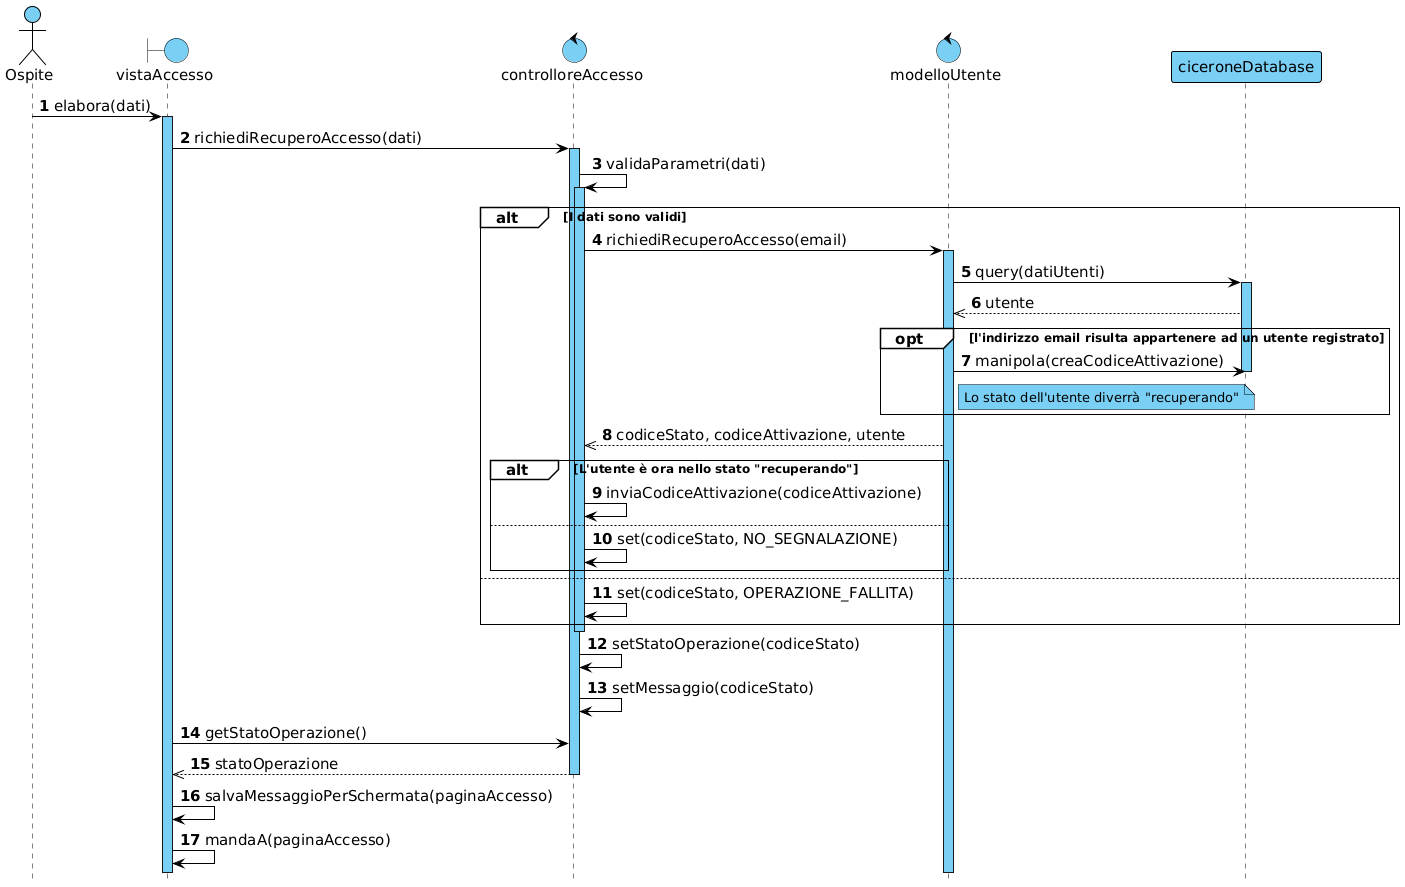 Ospite
vistaAccesso
controlloreAccesso
modelloUtente
ciceroneDatabase
1 elabora(dati)
2 richiediRecuperoAccesso(dati)
3 validaParametri(dati)
alt [I dati sono validi]
4 richiediRecuperoAccesso(email)
5 query(datiUtenti)
6 utente
opt [l'indirizzo email risulta appartenere ad un utente registrato]
7 manipola(creaCodiceAttivazione)
Lo stato dell'utente diverrà "recuperando"
8 codiceStato, codiceAttivazione, utente
alt [L'utente è ora nello stato "recuperando"]
9 inviaCodiceAttivazione(codiceAttivazione)
10 set(codiceStato, NO_SEGNALAZIONE)
11 set(codiceStato, OPERAZIONE_FALLITA)
12 setStatoOperazione(codiceStato)
13 setMessaggio(codiceStato)
14 getStatoOperazione()
15 statoOperazione
16 salvaMessaggioPerSchermata(paginaAccesso)
17 mandaA(paginaAccesso)